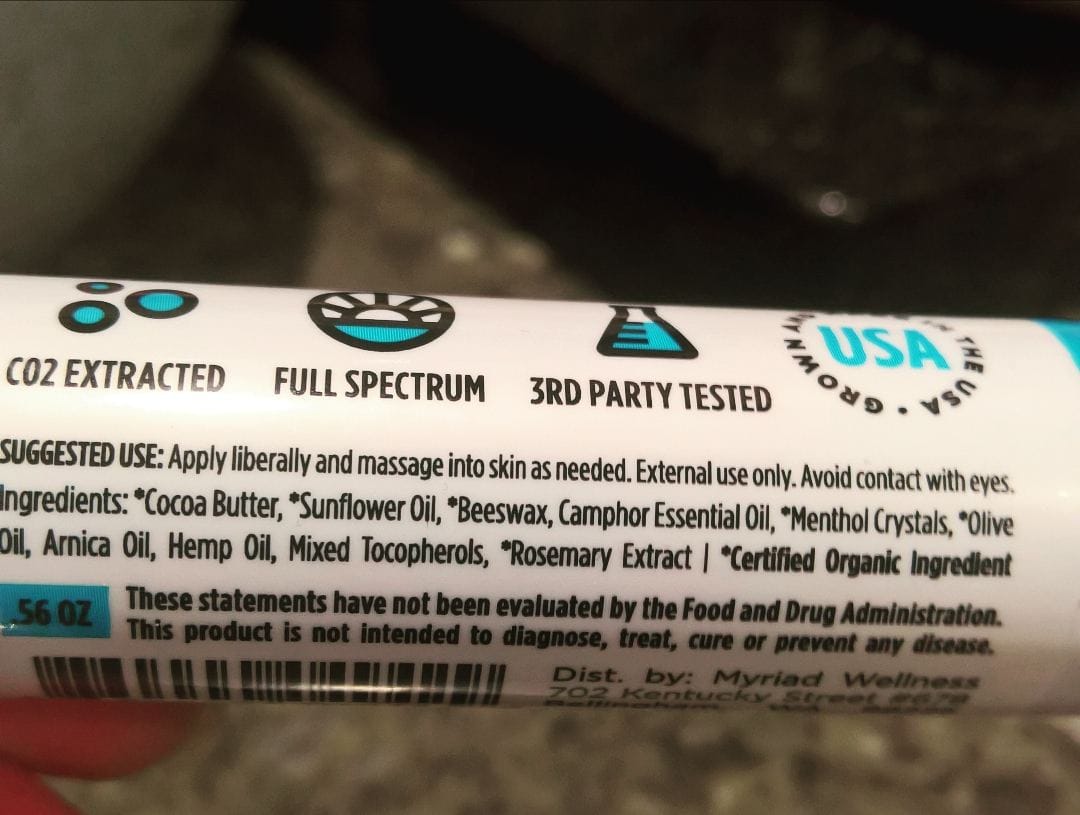 CO2 EXTRACTED
FULL SPECTRUM
3RD PARTY TESTED
GROWN AND
THE USA
USA
SUGGESTED USE: Apply liberally and massage into skin as needed. External use only. Avoid contact with eyes.
Ingredients: *Cocoa Butter, *Sunflower Oil, *Beeswax, Camphor Essential Oil, *Menthol Crystals, *Olive
Oil, Arnica Oil, Hemp Oil, Mixed Tocopherols, *Rosemary Extract | *Certified Organic Ingredient
.56 OZ
These statements have not been evaluated by the Food and Drug Administration.
This product is not intended to diagnose, treat, cure or prevent any disease.
Dist. by: Myriad Wellness
702 Kentucky Street #679
Bellingham